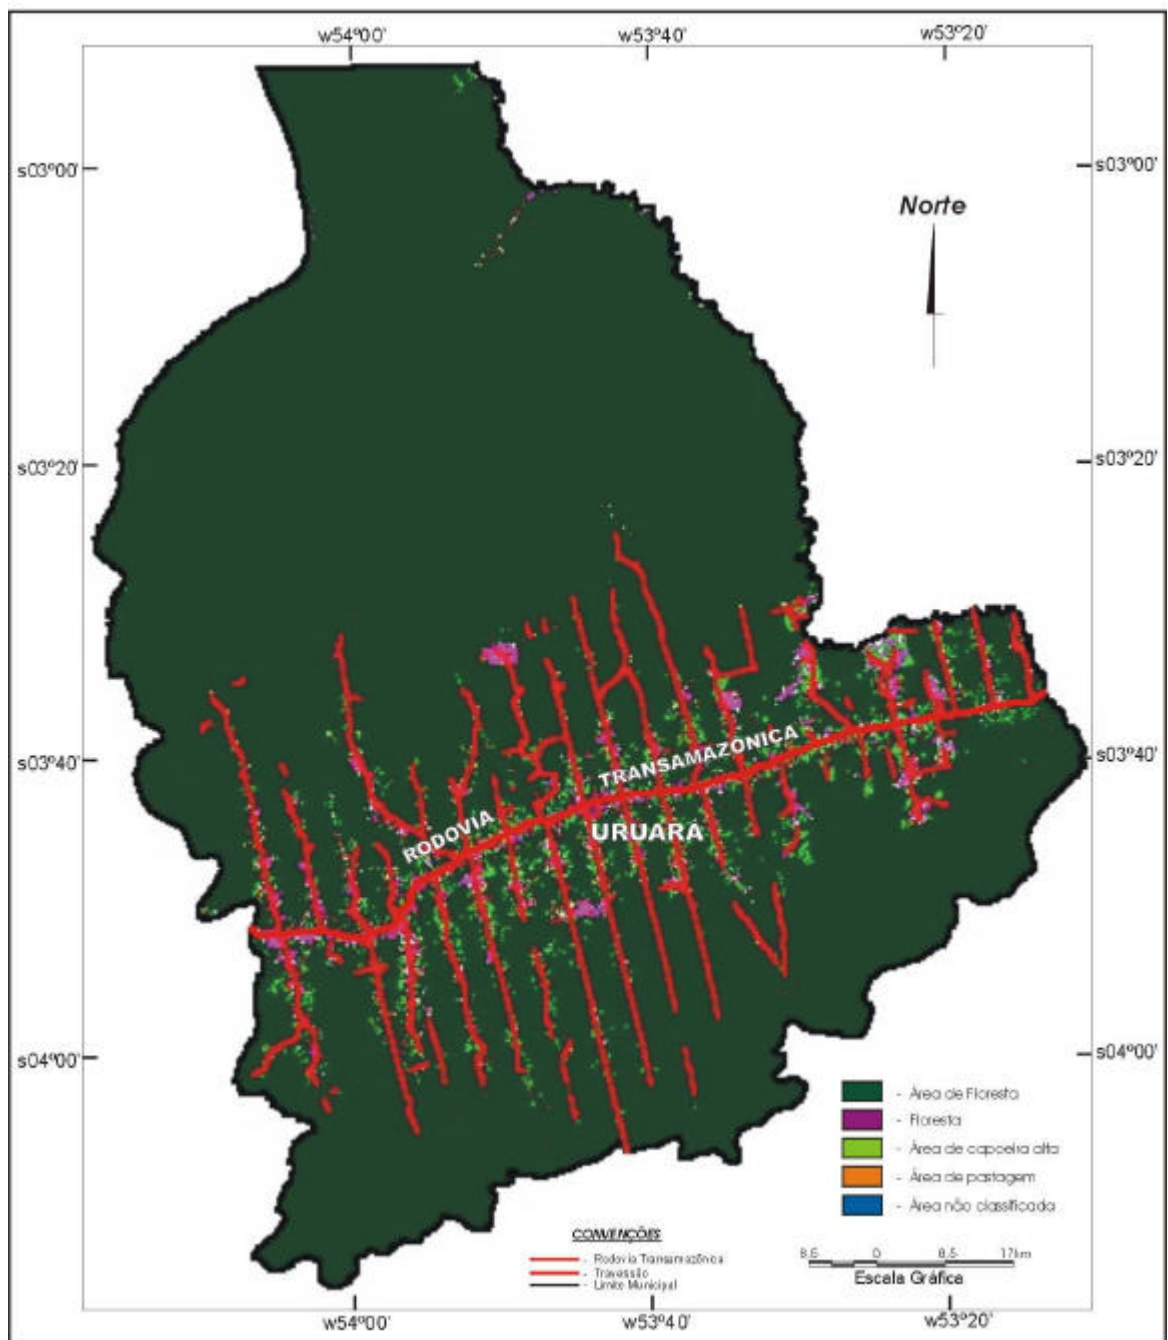 w54º00'
w53º40'
w53º20'
s03º00'
s03º00'
Norte
s03º20'
s03º20'
s03º40'
s03º40'
RODOVIA TRANSAMAZÔNICA
URUARÁ
s04º00'
s04º00'
- Área de Floresta
- Floresta
- Área de capoeira alta
- Área de pastagem
- Área não classificada
CONVENÇÕES
- Rodovia Transamazônica
- Travessão
- Limite Municipal
8.5 0 8,5 17km
Escala Gráfica
w54º00'
w53º40'
w53º20'